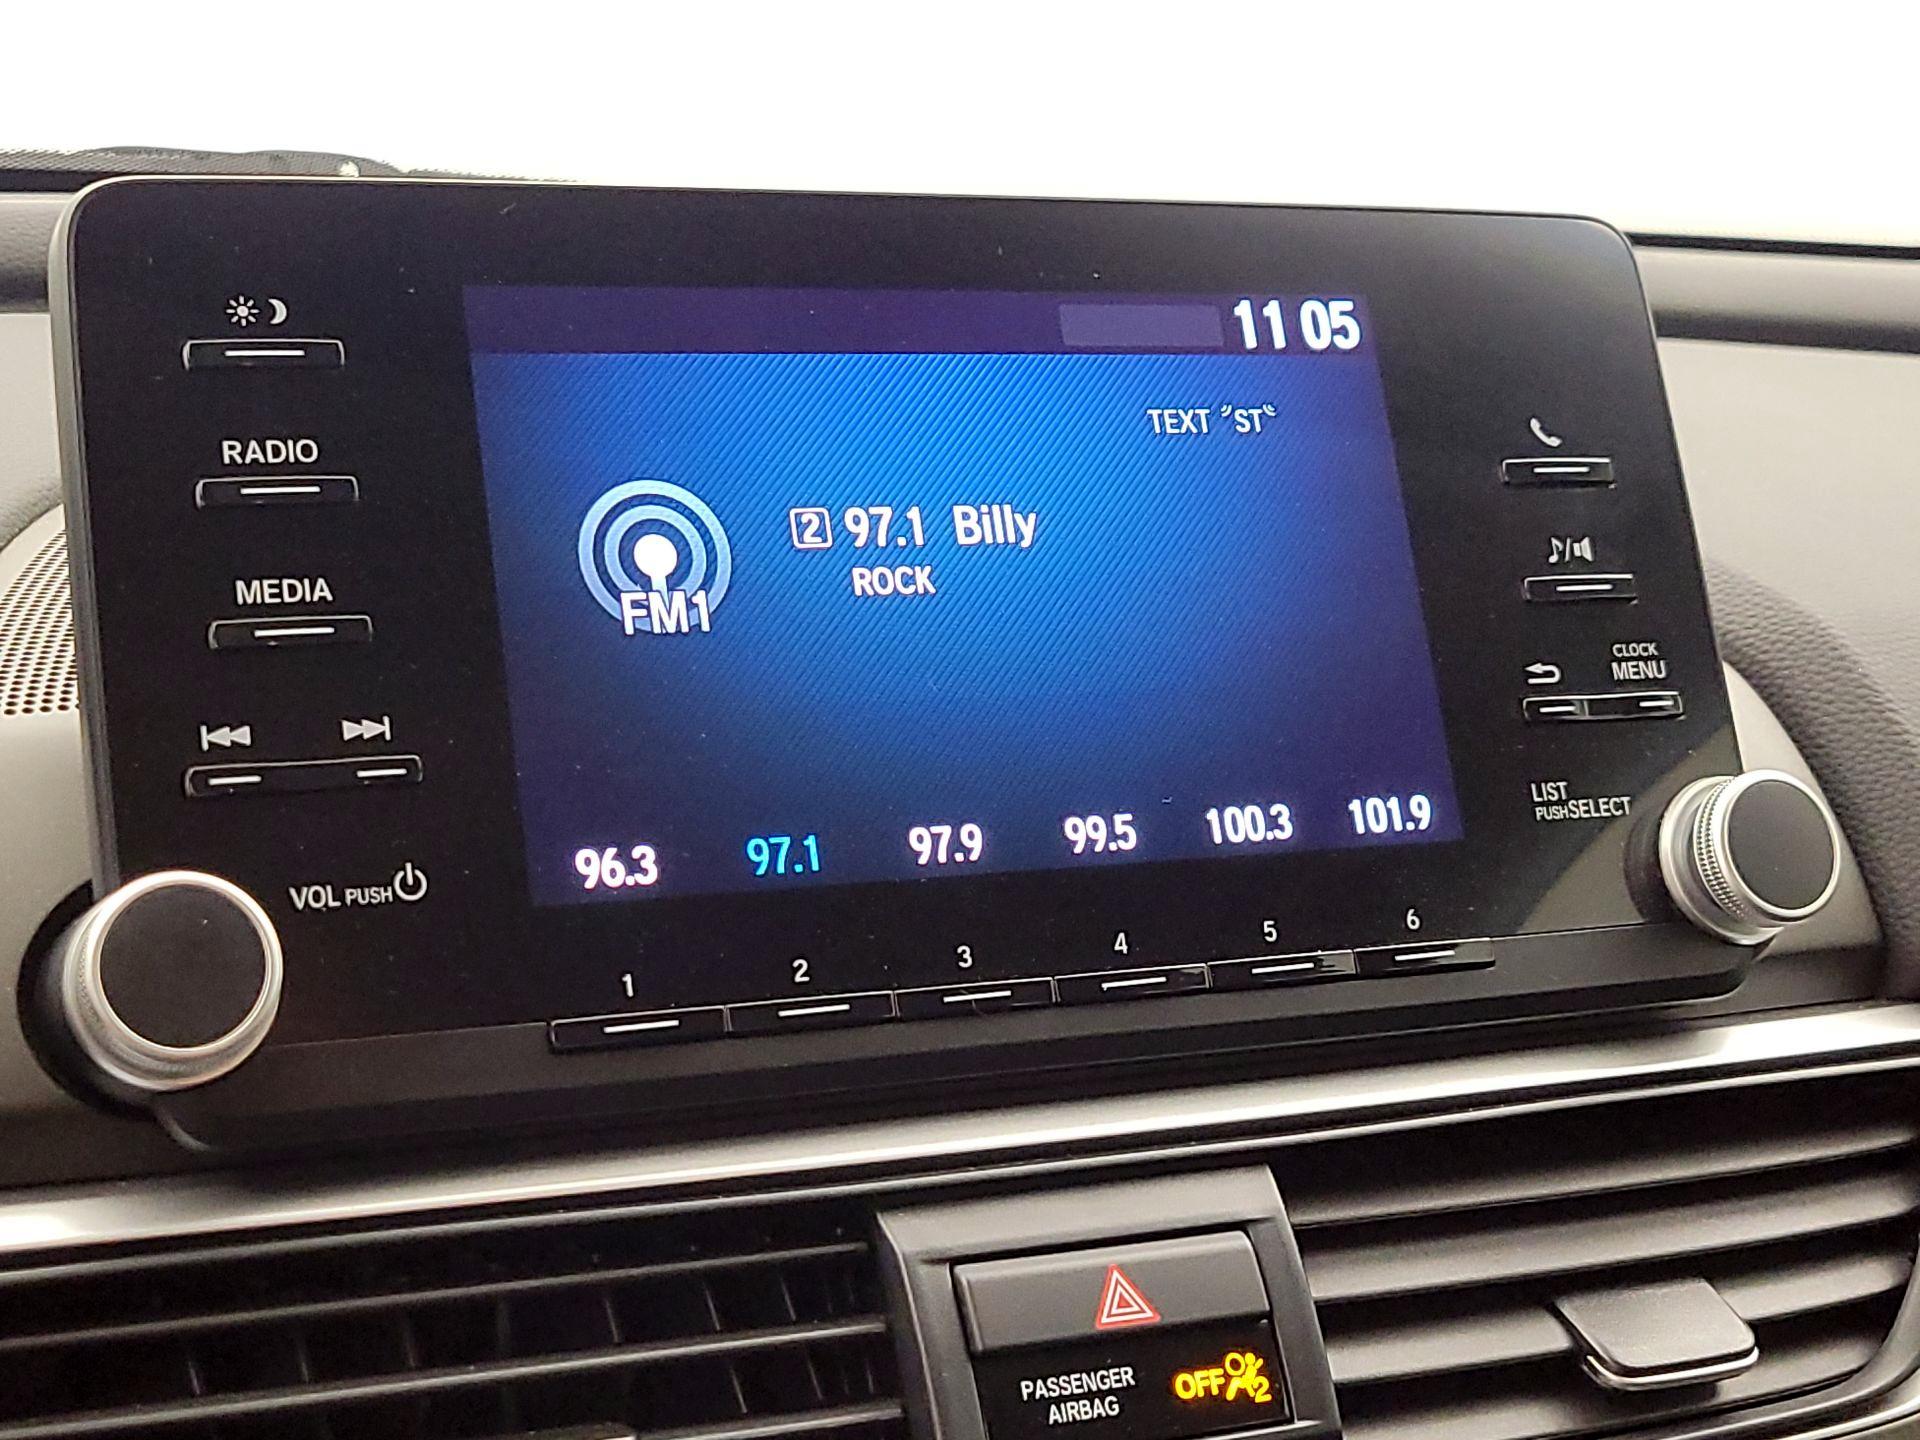 11 05
TEXT "ST"
RADIO
2 97.1 Billy
ROCK
FM1
MEDIA
CLOCK
MENU
LIST
PUSH SELECT
96.3 97.1 97.9 99.5 100.3 101.9
VOL PUSH
1 2 3 4 5 6
PASSENGER
AIRBAG
OFF 2